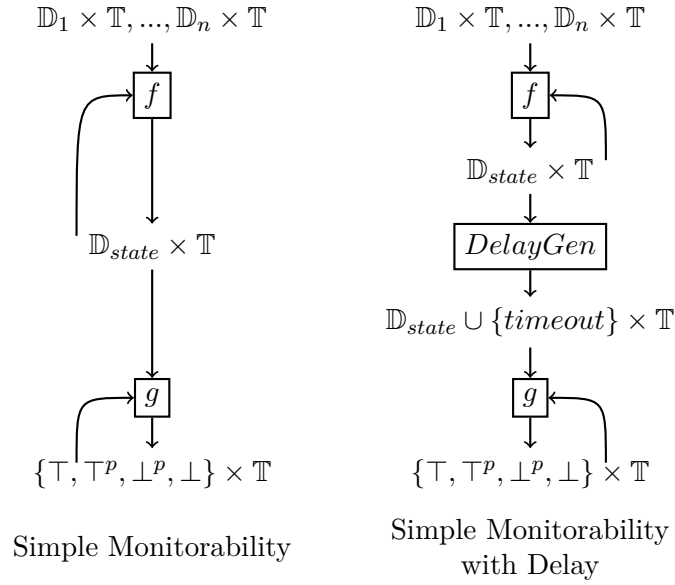 𝔻₁ × 𝕋, ..., 𝔻ₙ × 𝕋
f
𝔻_state × 𝕋
g
{⊤, ⊤ᵖ, ⊥ᵖ, ⊥} × 𝕋
Simple Monitorability
𝔻₁ × 𝕋, ..., 𝔻ₙ × 𝕋
f
𝔻_state × 𝕋
DelayGen
𝔻_state ∪ {timeout} × 𝕋
g
{⊤, ⊤ᵖ, ⊥ᵖ, ⊥} × 𝕋
Simple Monitorability
with Delay